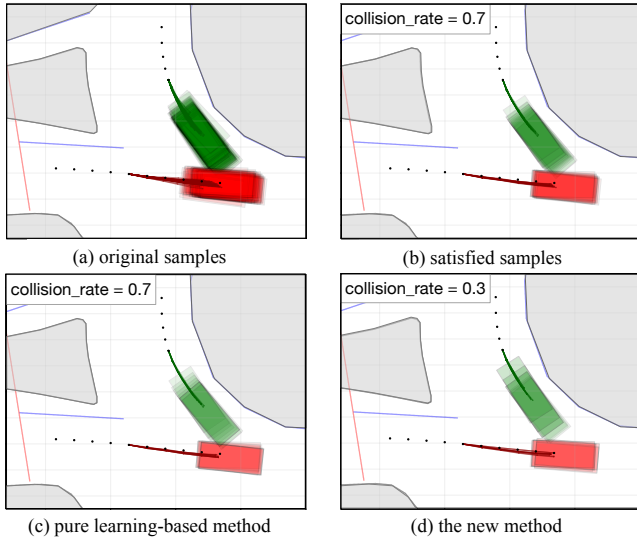 collision_rate = 0.7
(a) original samples
(b) satisfied samples
collision_rate = 0.7
collision_rate = 0.3
(c) pure learning-based method
(d) the new method